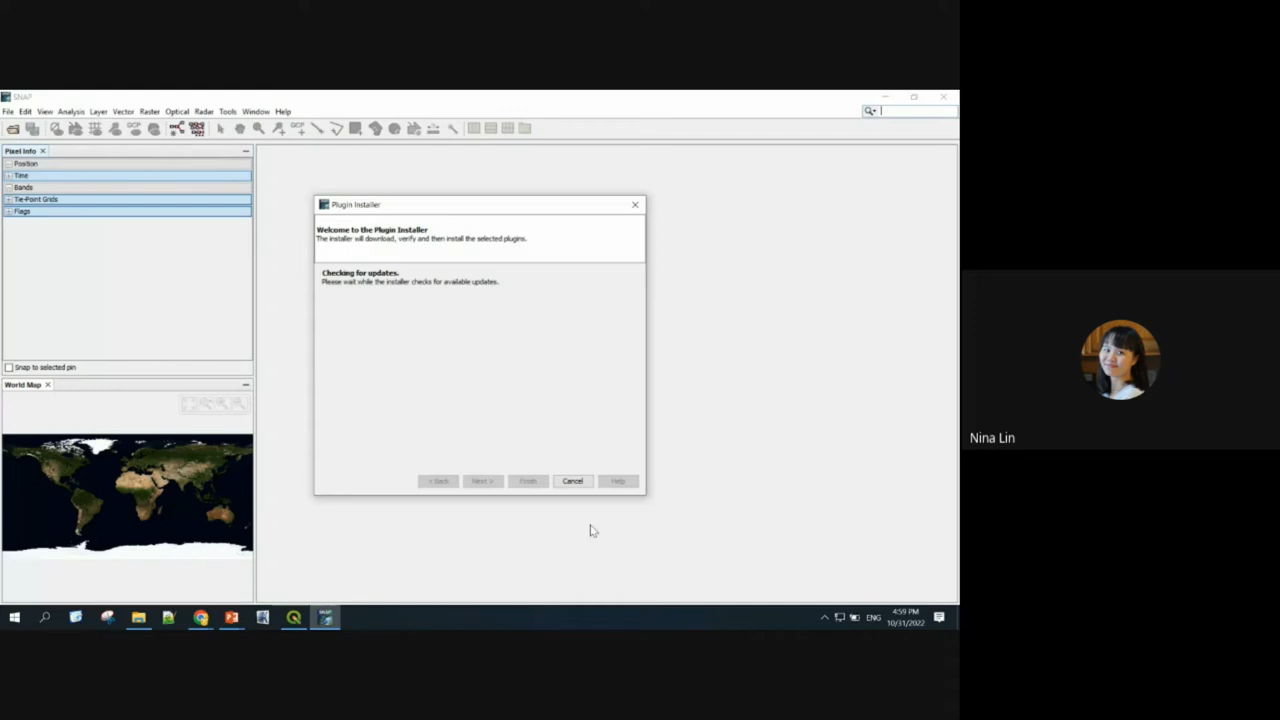 SNAP
File Edit View Analysis Layer Vector Raster Optical Radar Tools Window Help
GCP GCP
Pixel Info
Position
Time
Bands
Tie-Point Grids
Flags
Snap to selected pin
World Map
Plugin Installer
Welcome to the Plugin Installer
The installer will download, verify and then install the selected plugins.
Checking for updates.
Please wait while the installer checks for available updates.
< Back Next > Finish Cancel Help
ENG
4:59 PM
10/31/2022
Nina Lin